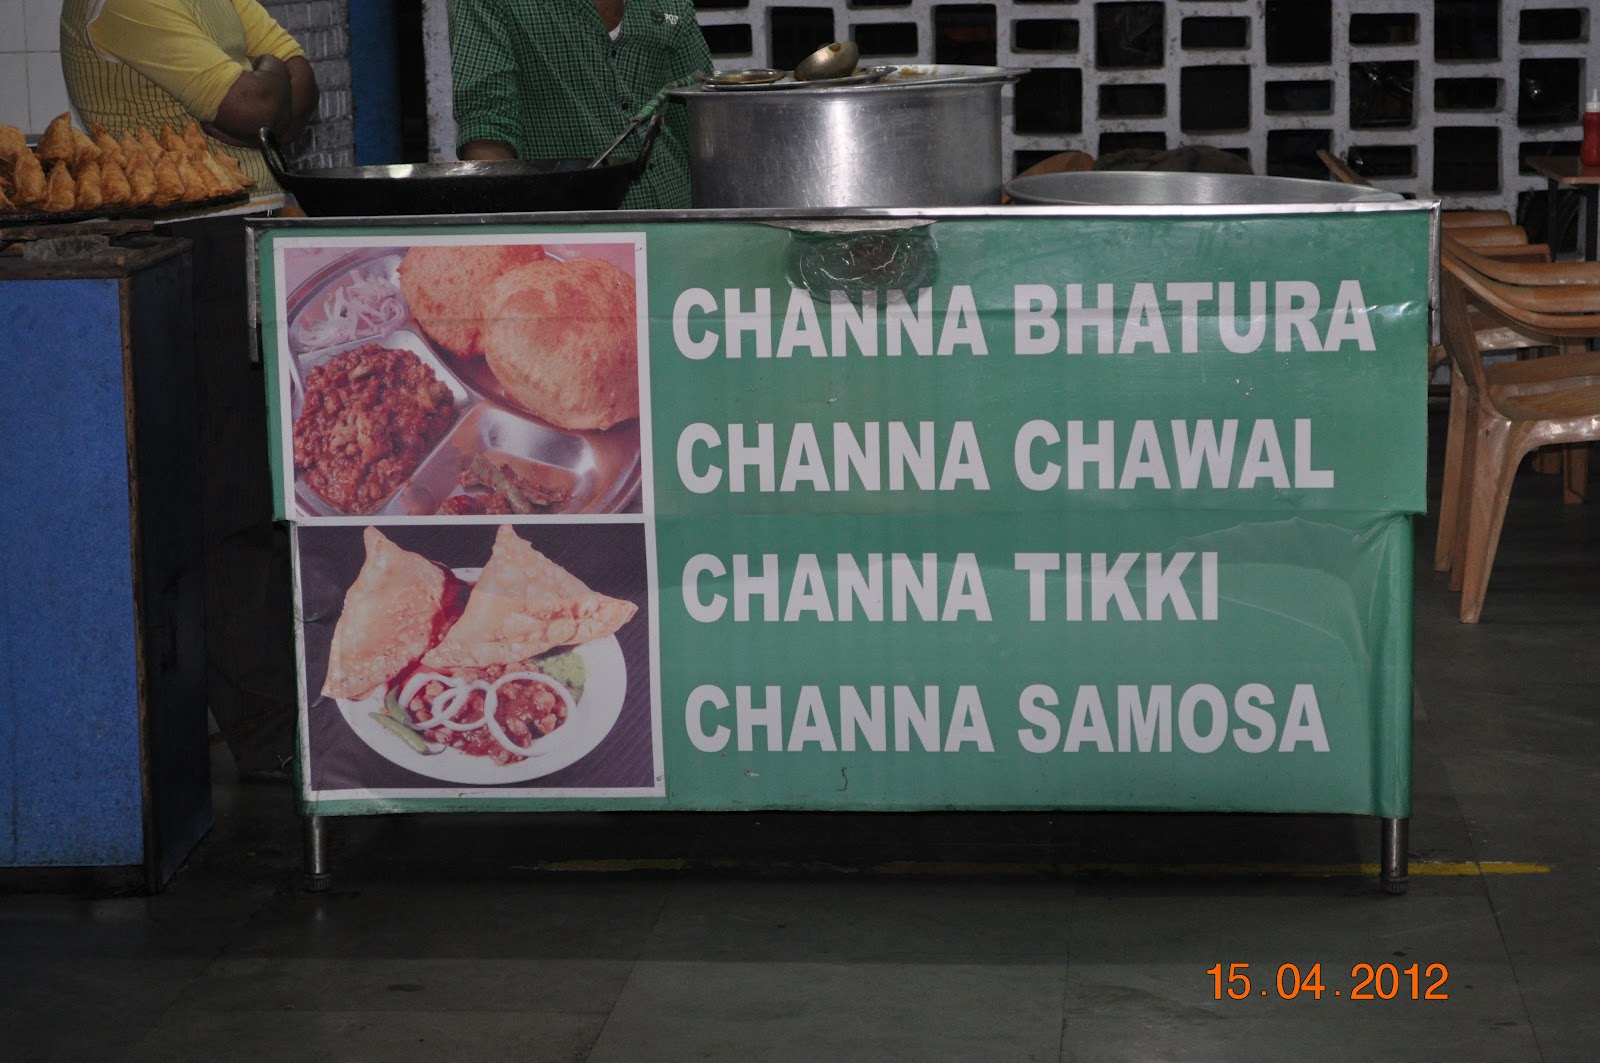 CHANNA BHATURA
CHANNA CHAWAL
CHANNA TIKKI
CHANNA SAMOSA
15.04.2012